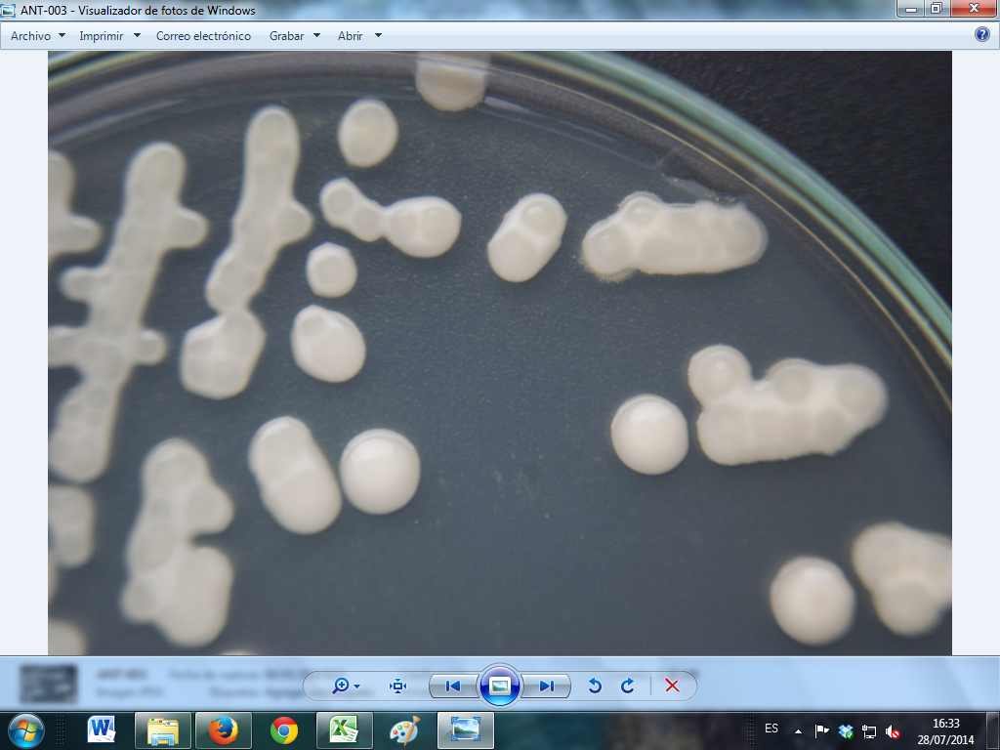 ANT-003 - Visualizador de fotos de Windows
Archivo Imprimir Correo electrónico Grabar Abrir
ES 16:33
28/07/2014